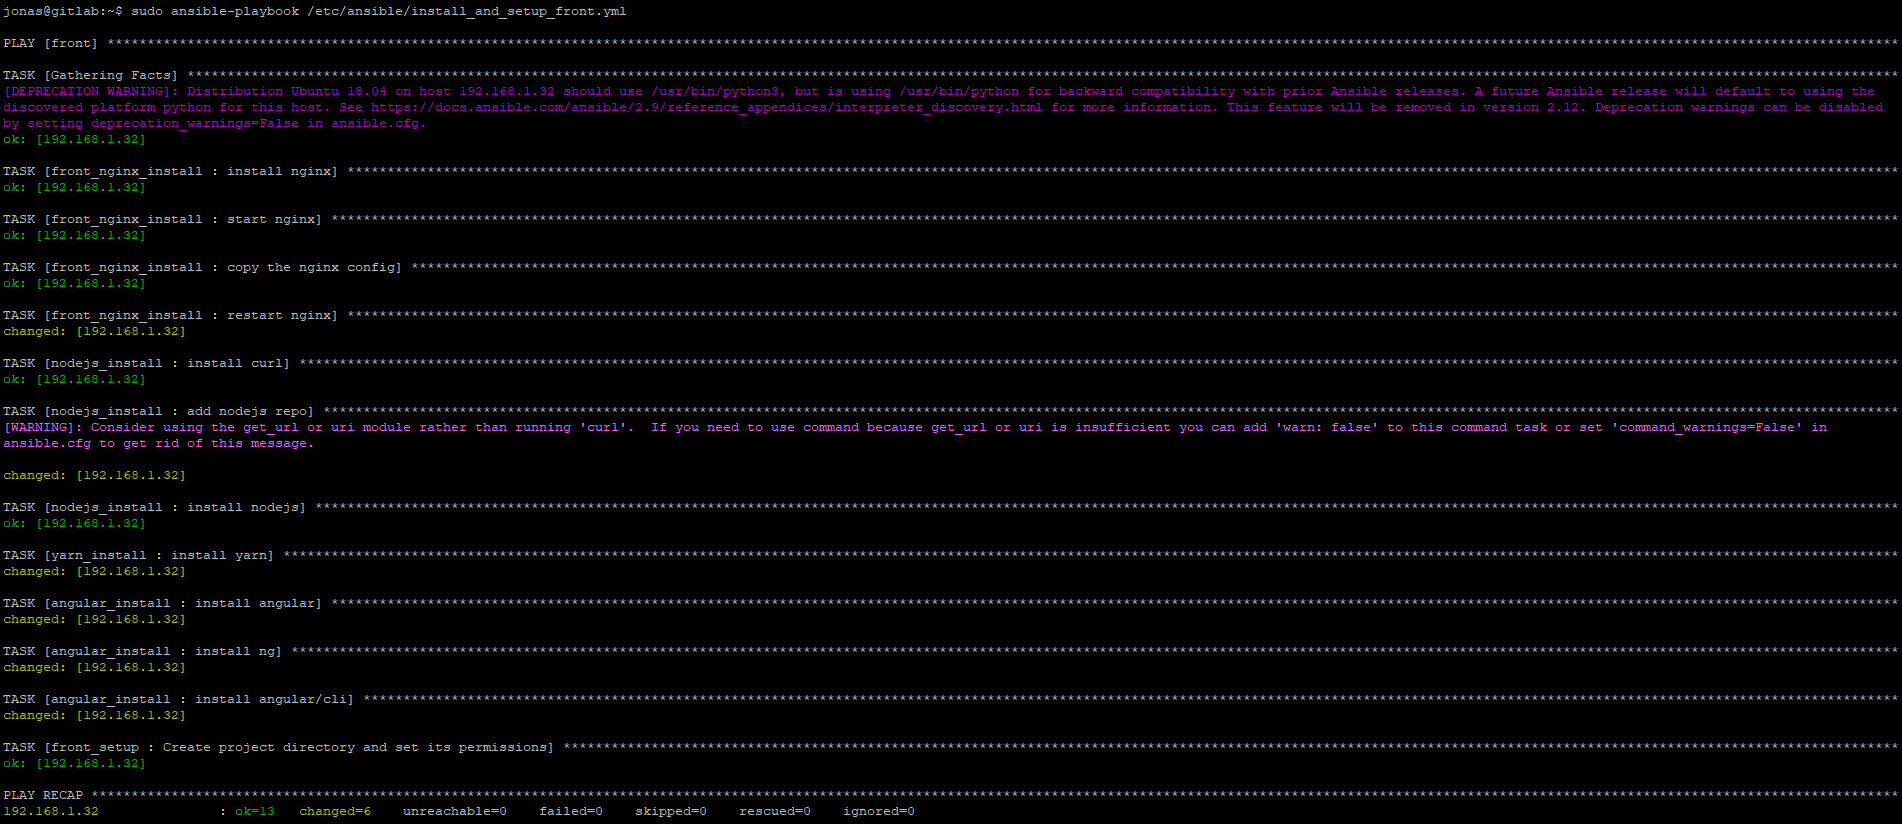 jonas@gitlab:~$ sudo ansible-playbook /etc/ansible/install_and_setup_front.yml
PLAY [front] ****************************************************************************************************************************************************************************************************************************
TASK [Gathering Facts] ******************************************************************************************************************************************************************************************************************
[DEPRECATION WARNING]: Distribution Ubuntu 18.04 on host 192.168.1.32 should use /usr/bin/python3, but is using /usr/bin/python for backward compatibility with prior Ansible releases. A future Ansible release will default to using the
discovered platform python for this host. See https://docs.ansible.com/ansible/2.9/reference_appendices/interpreter_discovery.html for more information. This feature will be removed in version 2.12. Deprecation warnings can be disabled
by setting deprecation_warnings=False in ansible.cfg.
ok: [192.168.1.32]
TASK [front_nginx_install : install nginx] **********************************************************************************************************************************************************************************************
ok: [192.168.1.32]
TASK [front_nginx_install : start nginx] ************************************************************************************************************************************************************************************************
ok: [192.168.1.32]
TASK [front_nginx_install : copy the nginx config] **************************************************************************************************************************************************************************************
ok: [192.168.1.32]
TASK [front_nginx_install : restart nginx] **********************************************************************************************************************************************************************************************
changed: [192.168.1.32]
TASK [nodejs_install : install curl] ****************************************************************************************************************************************************************************************************
ok: [192.168.1.32]
TASK [nodejs_install : add nodejs repo] *************************************************************************************************************************************************************************************************
[WARNING]: Consider using the get_url or uri module rather than running 'curl'.  If you need to use command because get_url or uri is insufficient you can add 'warn: false' to this command task or set 'command_warnings=False' in
ansible.cfg to get rid of this message.
changed: [192.168.1.32]
TASK [nodejs_install : install nodejs] **************************************************************************************************************************************************************************************************
ok: [192.168.1.32]
TASK [yarn_install : install yarn] ******************************************************************************************************************************************************************************************************
changed: [192.168.1.32]
TASK [angular_install : install angular] ************************************************************************************************************************************************************************************************
changed: [192.168.1.32]
TASK [angular_install : install ng] *****************************************************************************************************************************************************************************************************
changed: [192.168.1.32]
TASK [angular_install : install angular/cli] ********************************************************************************************************************************************************************************************
changed: [192.168.1.32]
TASK [front_setup : Create project directory and set its permissions] *******************************************************************************************************************************************************************
ok: [192.168.1.32]
PLAY RECAP ******************************************************************************************************************************************************************************************************************************
192.168.1.32               : ok=13   changed=6    unreachable=0    failed=0    skipped=0    rescued=0    ignored=0